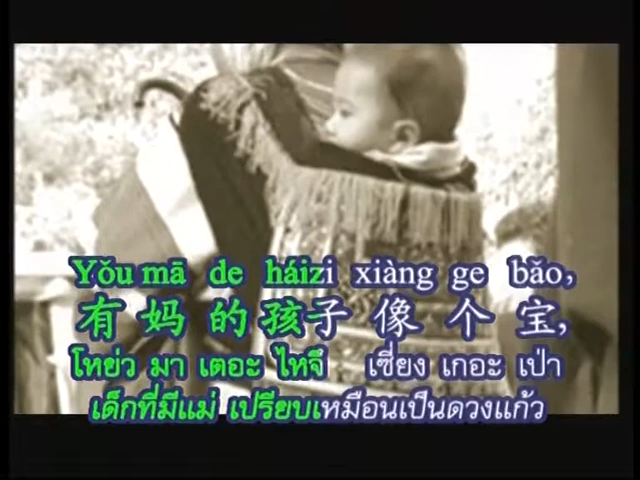 Yǒu mā de háizi xiàng ge bǎo,
有妈的孩子像个宝,
โหย่ว มา เตอะ ไหจึ เซี่ยง เกอะ เป่า
เด็กที่มีแม่ เปรียบเหมือนเป็นดวงแก้ว